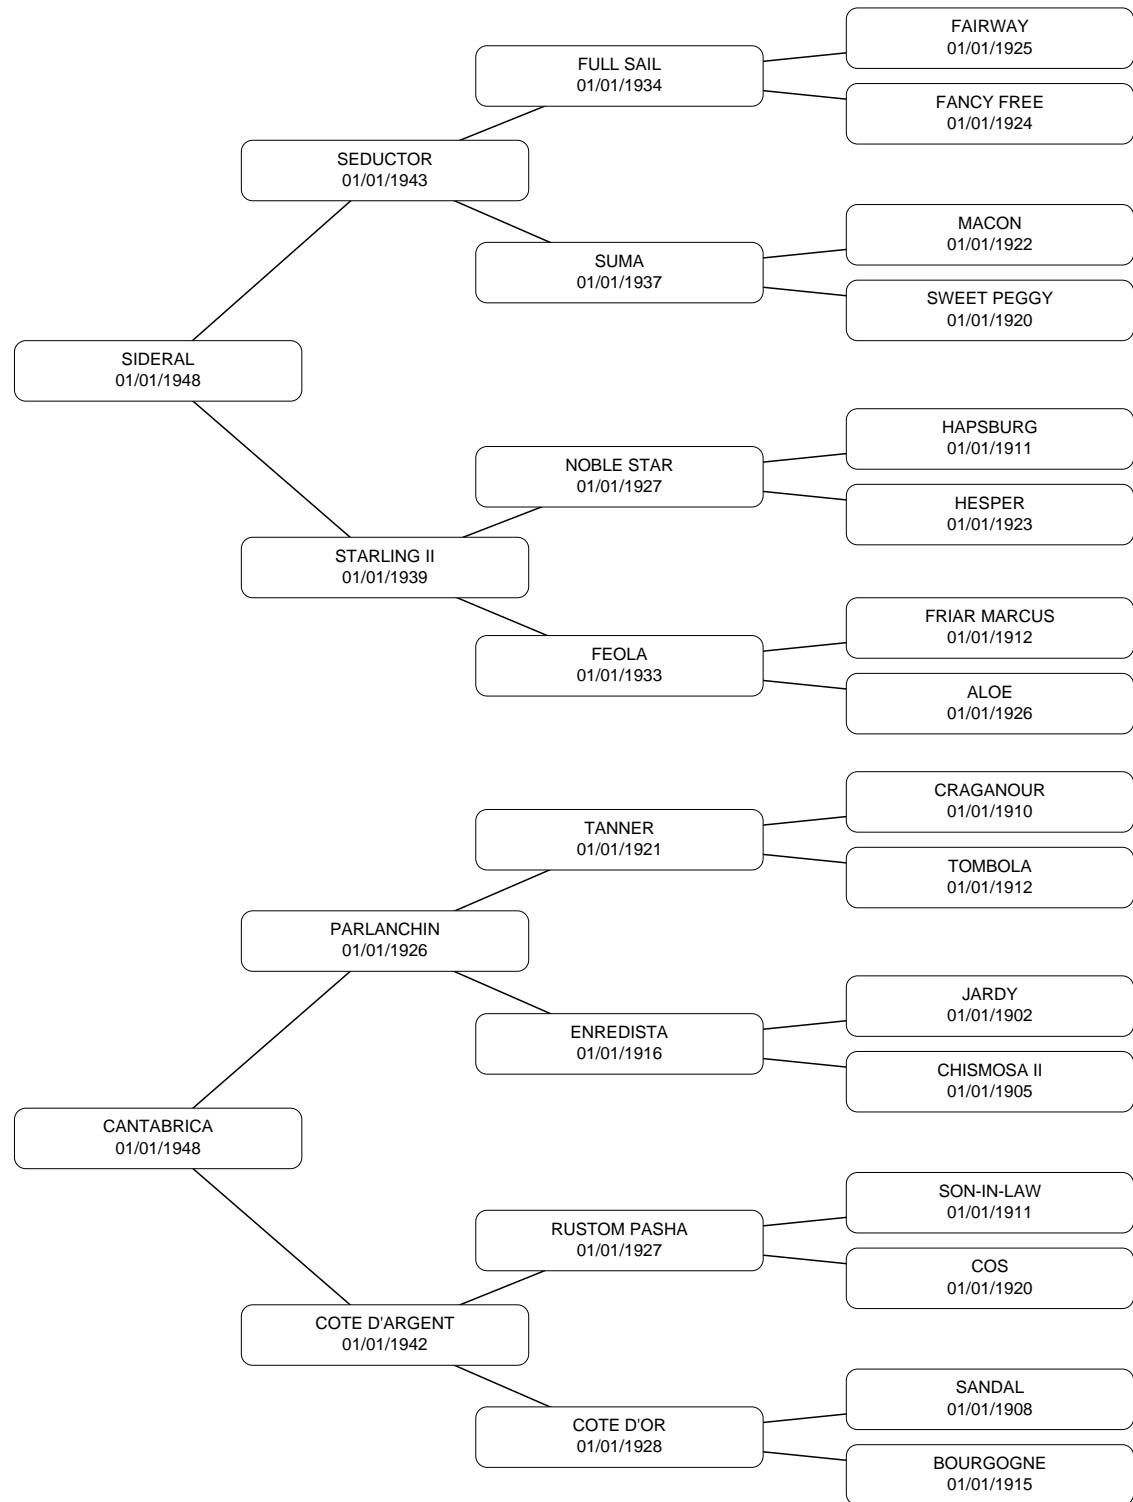 FAIRWAY
01/01/1925
FULL SAIL
01/01/1934
FANCY FREE
01/01/1924
SEDUCTOR
01/01/1943
MACON
01/01/1922
SUMA
01/01/1937
SWEET PEGGY
01/01/1920
SIDERAL
01/01/1948
HAPSBURG
01/01/1911
NOBLE STAR
01/01/1927
HESPER
01/01/1923
STARLING II
01/01/1939
FRIAR MARCUS
01/01/1912
FEOLA
01/01/1933
ALOE
01/01/1926
CRAGANOUR
01/01/1910
TANNER
01/01/1921
TOMBOLA
01/01/1912
PARLANCHIN
01/01/1926
JARDY
01/01/1902
ENREDISTA
01/01/1916
CHISMOSA II
01/01/1905
CANTABRICA
01/01/1948
SON-IN-LAW
01/01/1911
RUSTOM PASHA
01/01/1927
COS
01/01/1920
COTE D'ARGENT
01/01/1942
SANDAL
01/01/1908
COTE D'OR
01/01/1928
BOURGOGNE
01/01/1915